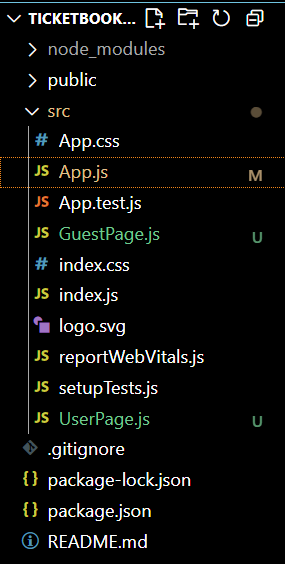 TICKETBOOK...
node_modules
public
src
# App.css
JS App.js M
JS App.test.js
JS GuestPage.js U
# index.css
JS index.js
logo.svg
JS reportWebVitals.js
JS setupTests.js
JS UserPage.js U
.gitignore
{} package-lock.json
{} package.json
README.md